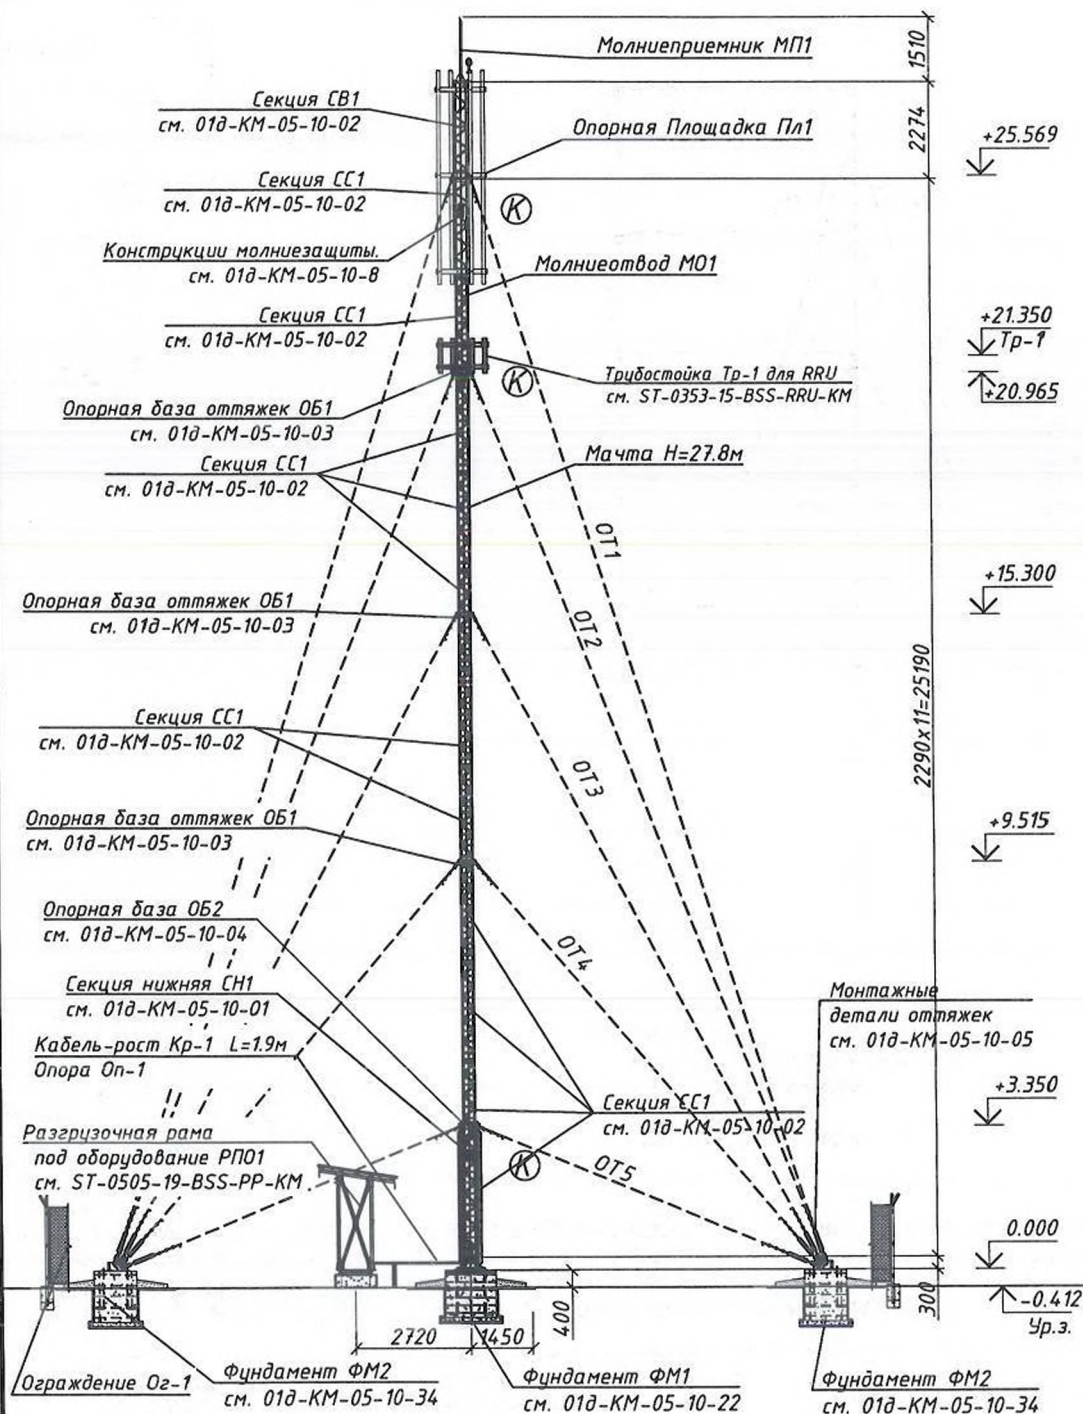 Молниеприемник МП1
1510
Секция СВ1
см. 01д-КМ-05-10-02
2274
Опорная Площадка Пл1
+25.569
Секция СС1
см. 01д-КМ-05-10-02
К
Конструкции молниезащиты.
см. 01д-КМ-05-10-8
Молниеотвод МО1
Секция СС1
см. 01д-КМ-05-10-02
+21.350
Тр-1
Трубостойка Тр-1 для RRU
см. ST-0353-15-BSS-RRU-KM
К
+20.965
Опорная база оттяжек ОБ1
см. 01д-КМ-05-10-03
Секция СС1
см. 01д-КМ-05-10-02
Мачта Н=27.8м
ОТ1
+15.300
Опорная база оттяжек ОБ1
см. 01д-КМ-05-10-03
ОТ2
2290х11=25190
Секция СС1
см. 01д-КМ-05-10-02
ОТ3
Опорная база оттяжек ОБ1
см. 01д-КМ-05-10-03
+9.515
Опорная база ОБ2
см. 01д-КМ-05-10-04
ОТ4
Секция нижняя СН1
см. 01д-КМ-05-10-01
Монтажные
детали оттяжек
см. 01д-КМ-05-10-05
Кабель-рост Кр-1 L=1.9м
Опора Оп-1
+3.350
Секция СС1
см. 01д-КМ-05-10-02
Разгрузочная рама
под оборудование РПО1
см. ST-0505-19-BSS-PP-KM
К
ОТ5
0.000
300
-0.412
Ур.з.
400
2720
1450
Ограждение Ог-1
Фундамент ФМ2
см. 01д-КМ-05-10-34
Фундамент ФМ1
см. 01д-КМ-05-10-22
Фундамент ФМ2
см. 01д-КМ-05-10-34